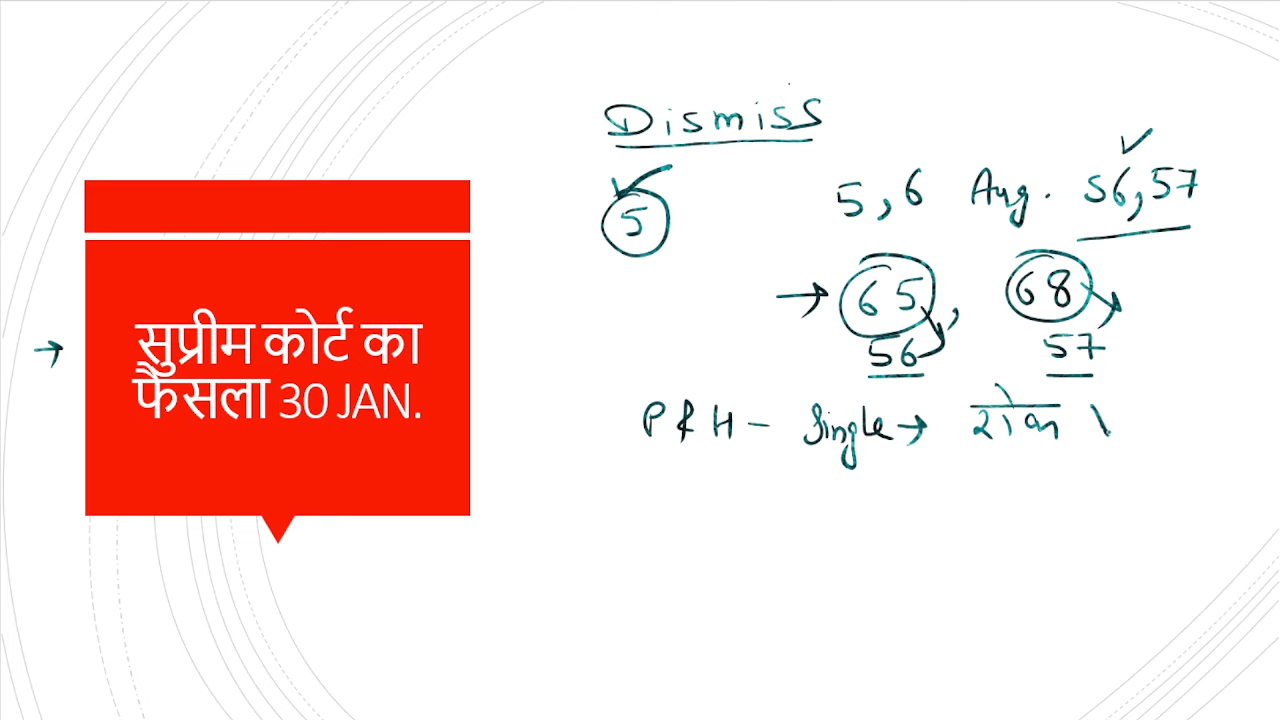 सुप्रीम कोर्ट का
फैसला 30 JAN.
Dismiss
5
5, 6 Aug. 56, 57
65, 68
56 57
P & H - Single →